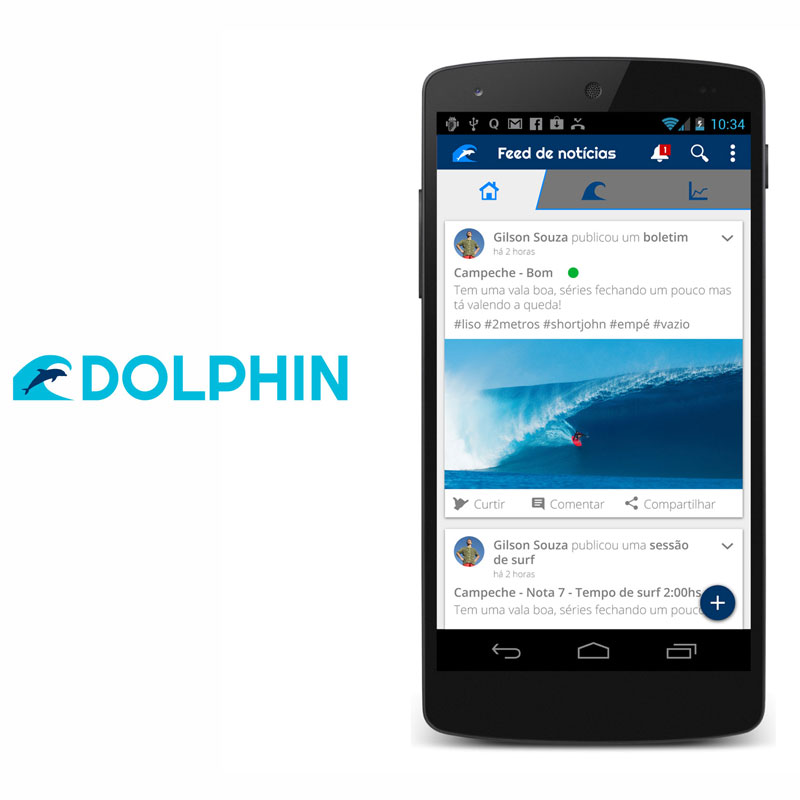 DOLPHIN
10:34
Feed de notícias
1
Gilson Souza publicou um boletim
há 2 horas
Campeche - Bom
Tem uma vala boa, séries fechando um pouco mas
tá valendo a queda!
#liso #2metros #shortjohn #empé #vazio
Curtir Comentar Compartilhar
Gilson Souza publicou uma sessão
de surf
há 2 horas
Campeche - Nota 7 - Tempo de surf 2:00hs
Tem uma vala boa, séries fechando um